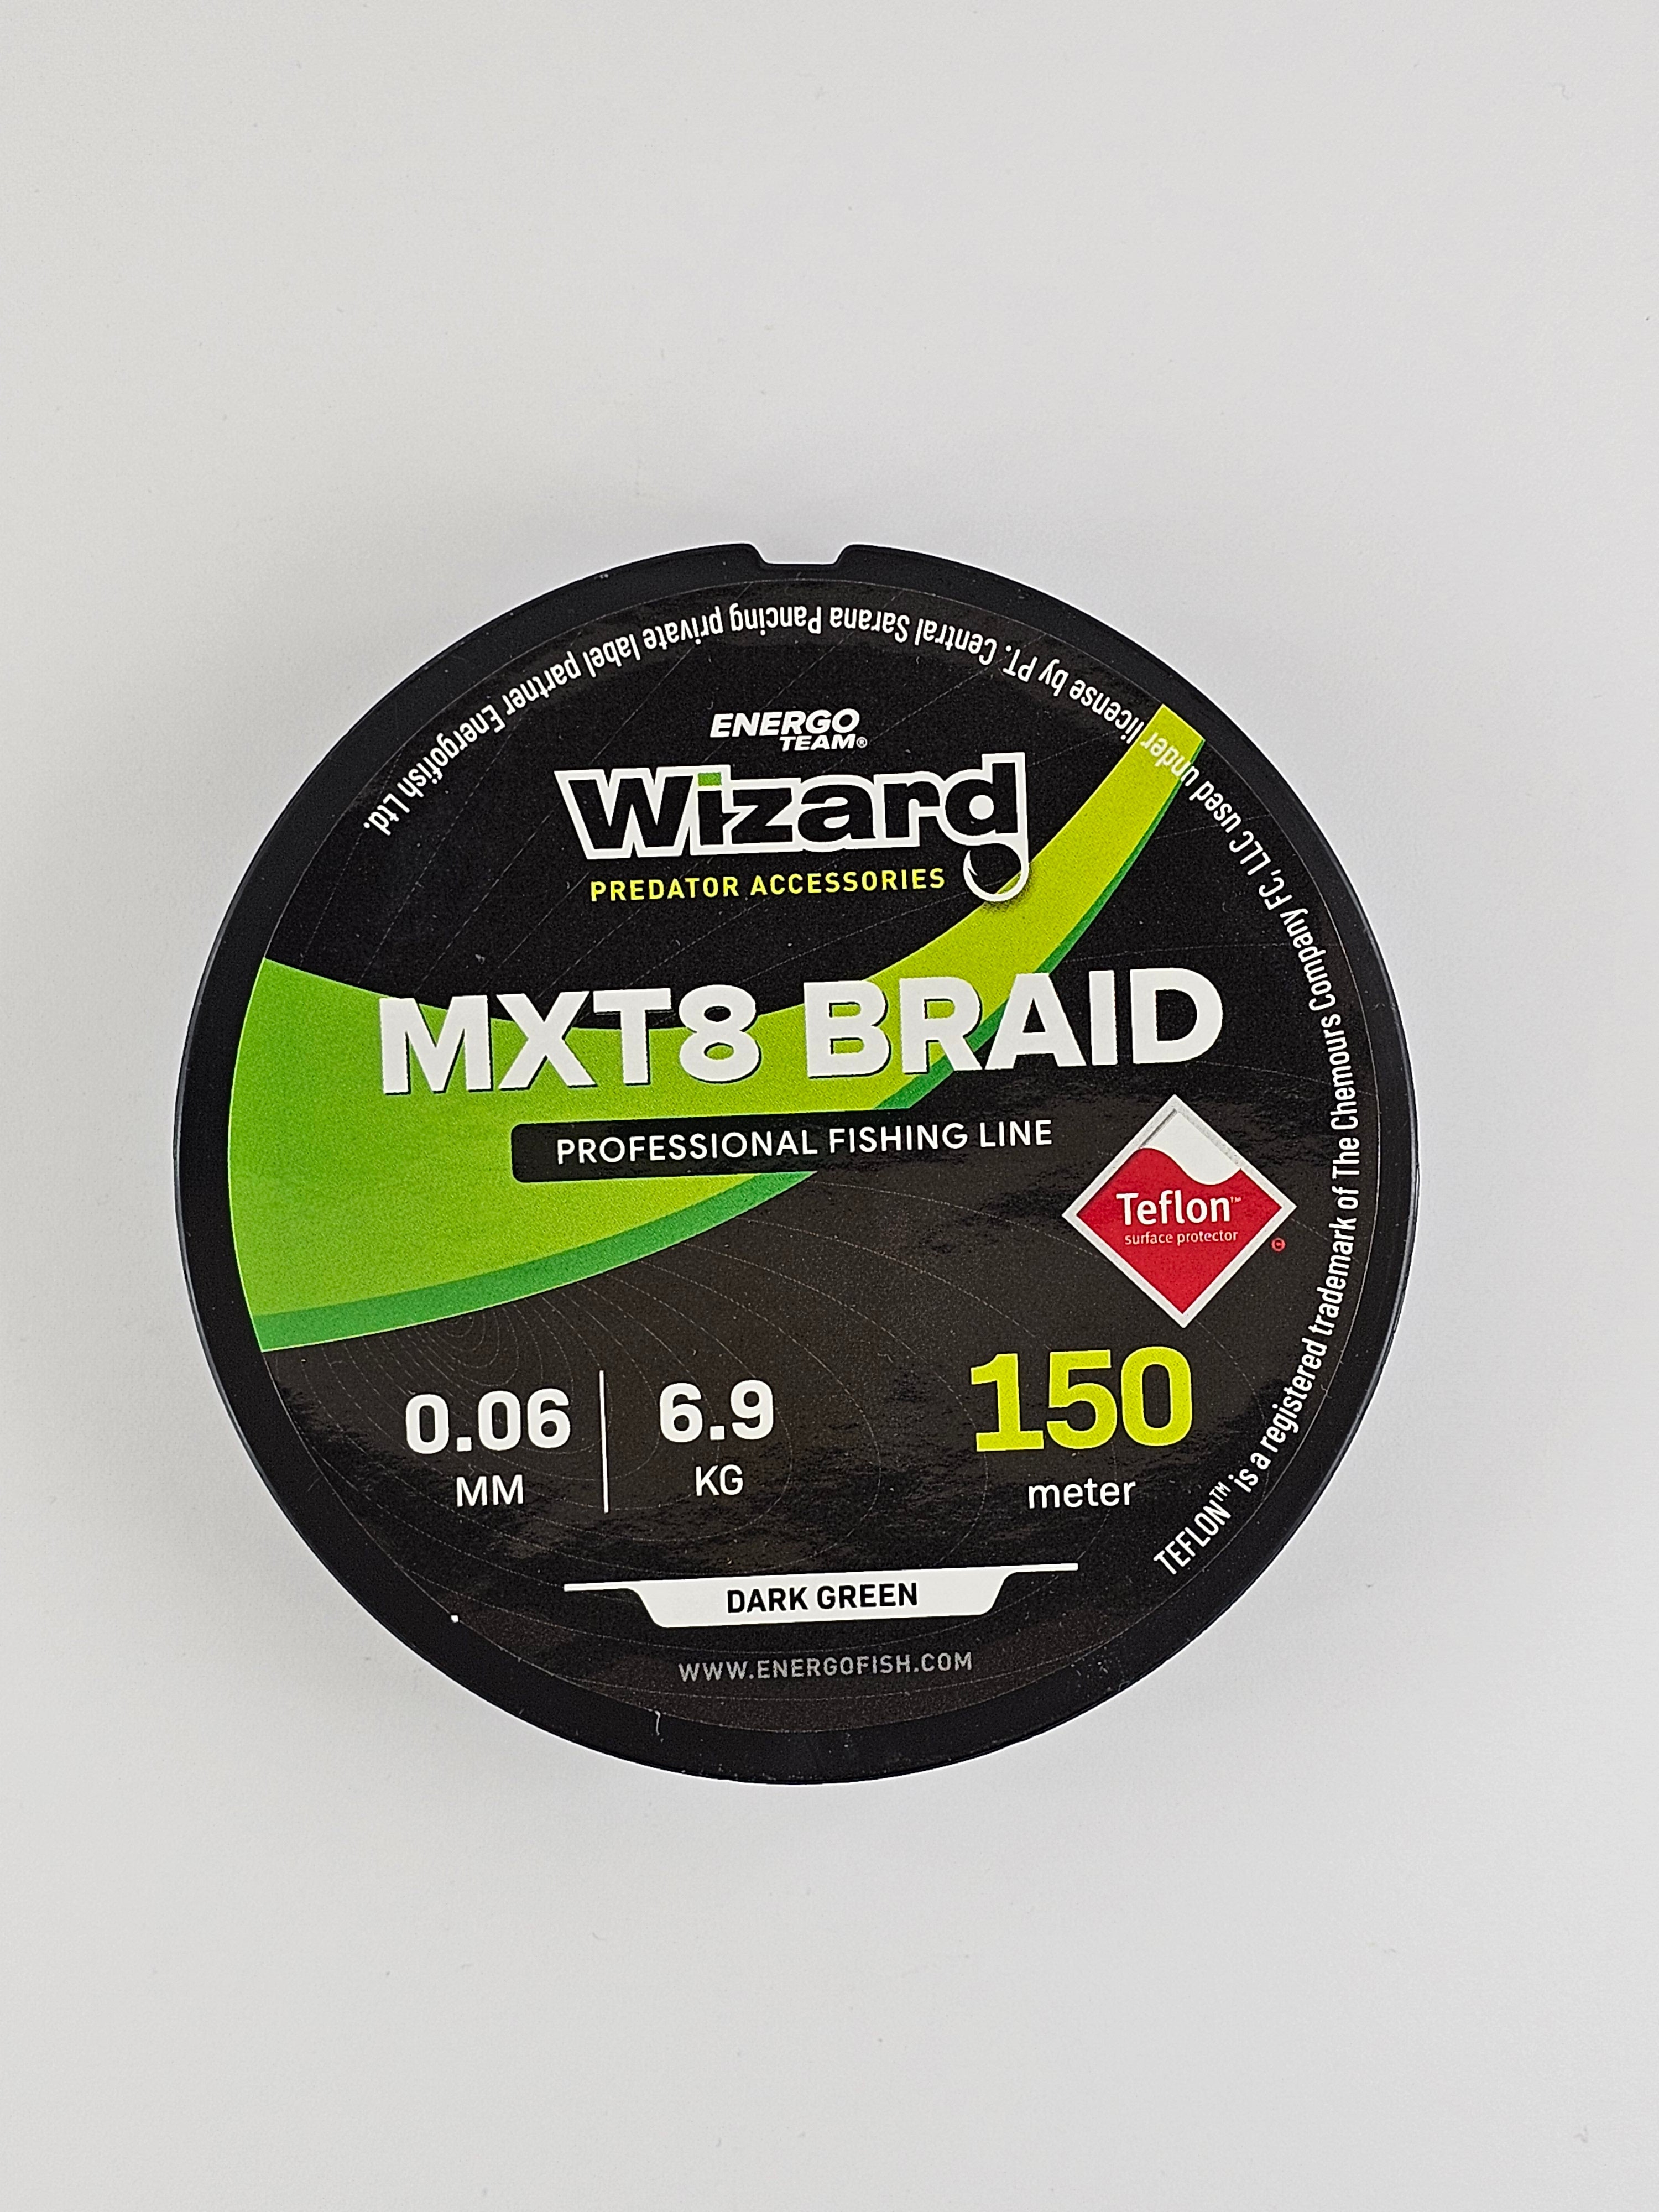 ENERGO
TEAM®
Wizard
PREDATOR ACCESSORIES
MXT8 BRAID
PROFESSIONAL FISHING LINE
Teflon™
surface protector
0.06
MM
6.9
KG
150
meter
DARK GREEN
WWW.ENERGOFISH.COM
TEFLON™ is a registered trademark of The Chemours Company FC, LLC used under license by PT. Central Sarana Pancing private label partner Energofish Ltd.